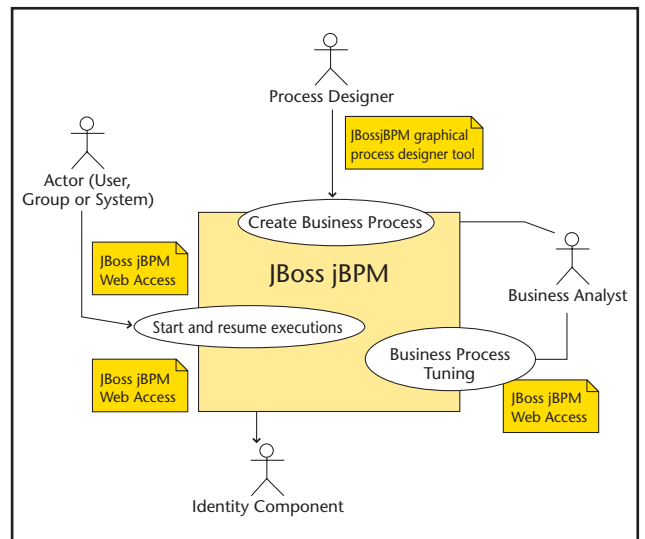 Process Designer
JBossjBPM graphical
process designer tool
Actor (User,
Group or System)
Create Business Process
JBoss jBPM
Web Access
JBoss jBPM
Business Analyst
Start and resume executions
Business Process
Tuning
JBoss jBPM
Web Access
JBoss jBPM
Web Access
Identity Component